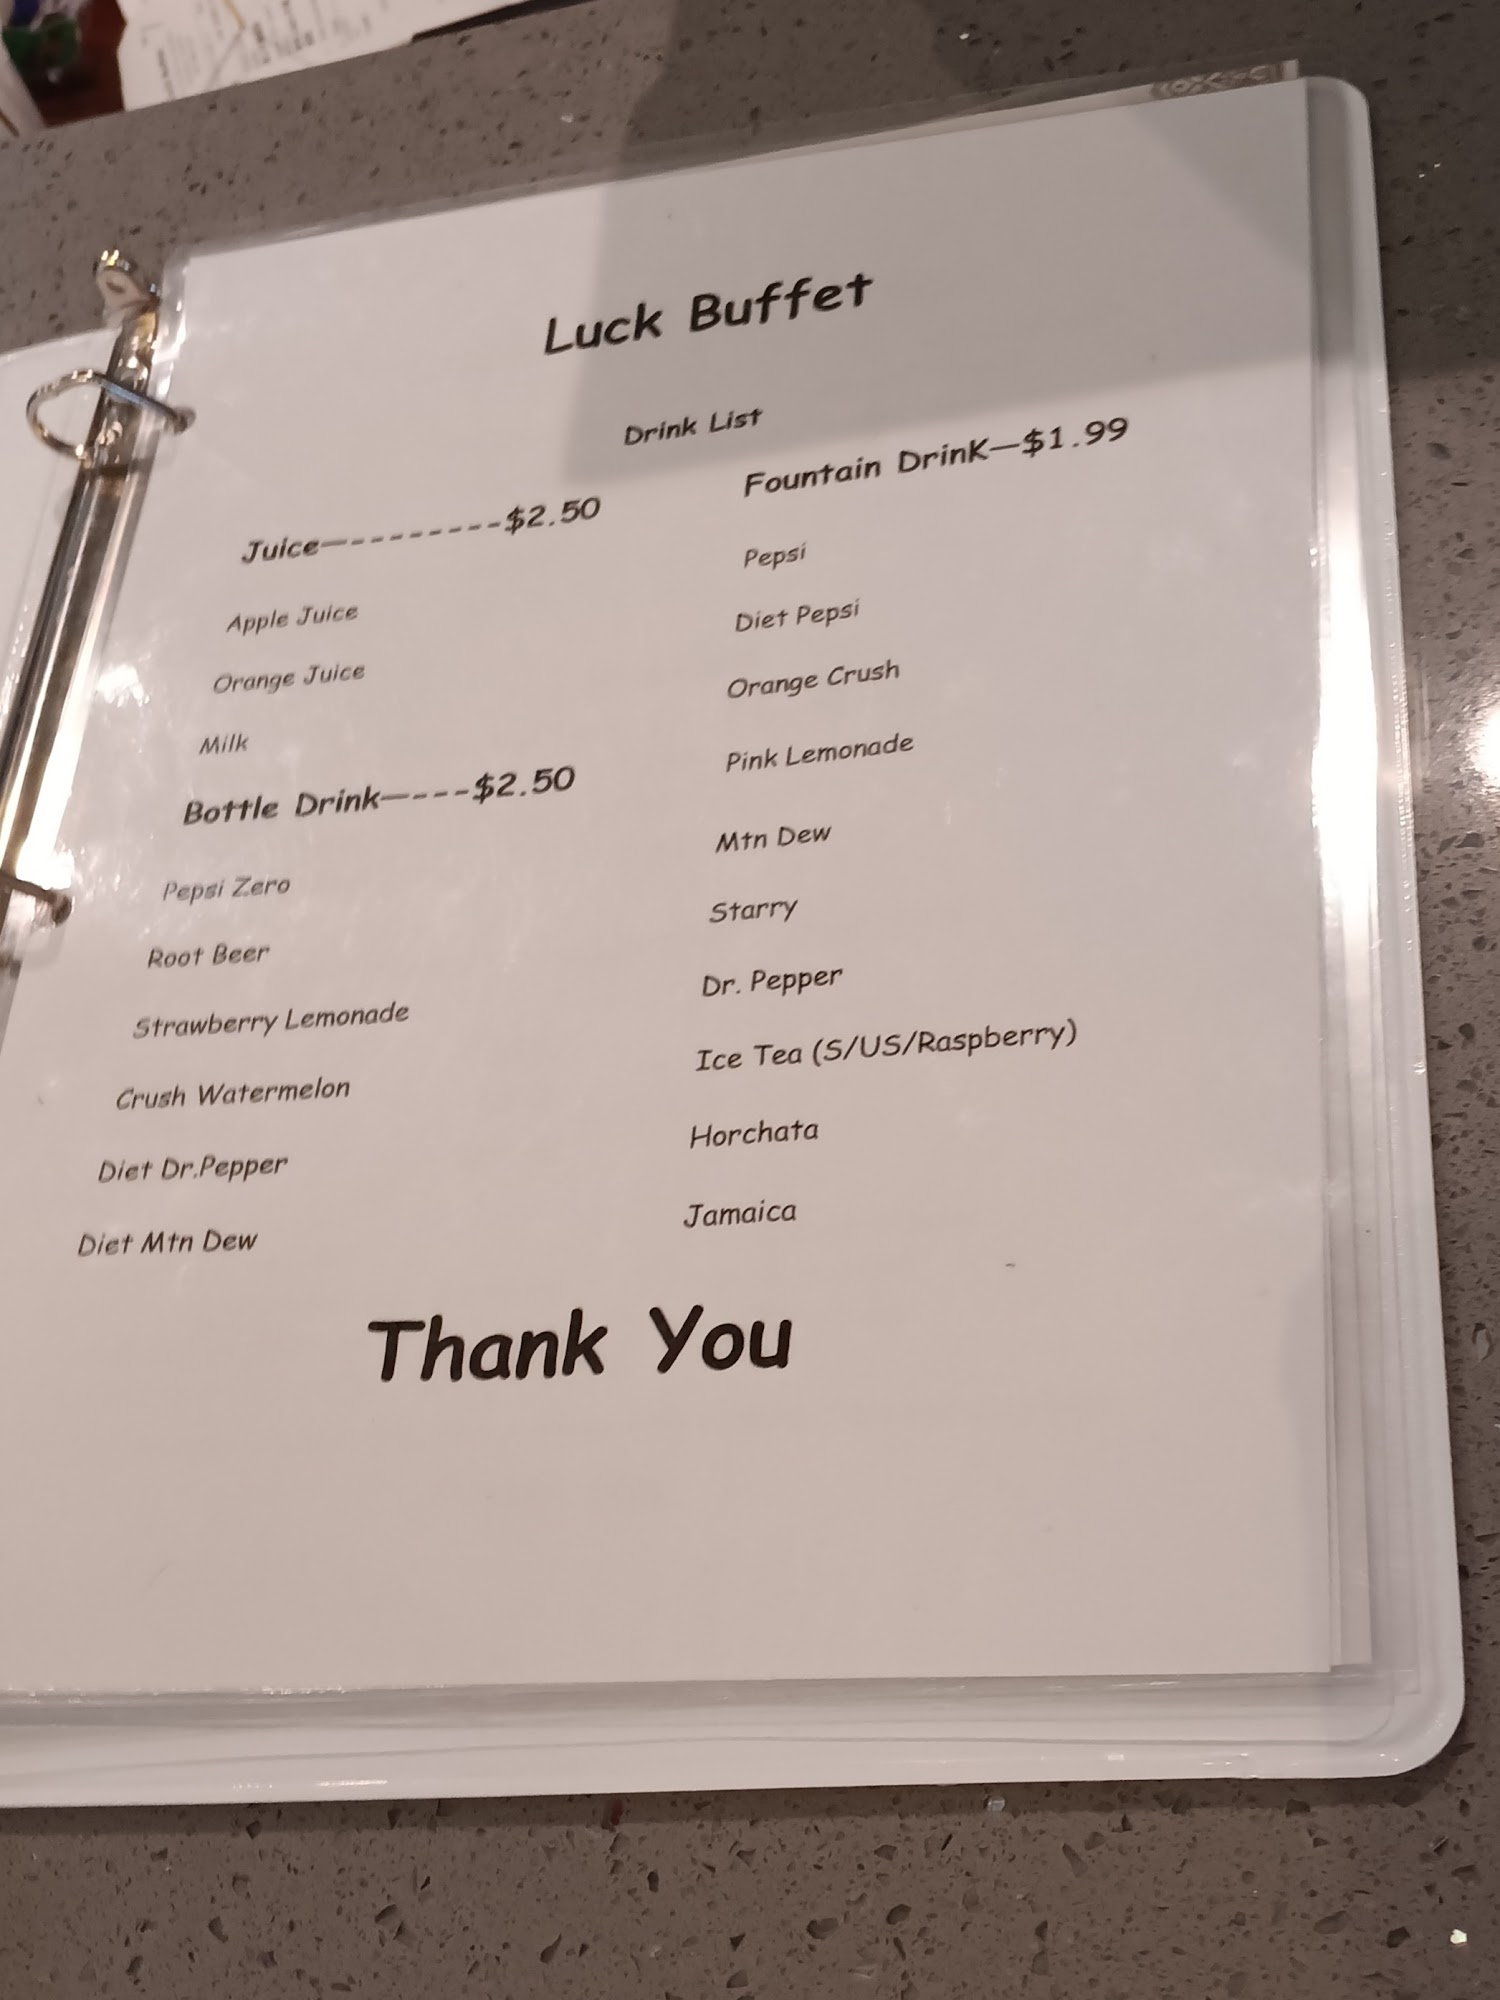 Luck Buffet
Drink List
Juice—---------$2.50
Apple Juice
Orange Juice
Milk
Bottle Drink—---$2.50
Pepsi Zero
Root Beer
Strawberry Lemonade
Crush Watermelon
Diet Dr.Pepper
Diet Mtn Dew
Fountain DrinK—$1.99
Pepsi
Diet Pepsi
Orange Crush
Pink Lemonade
Mtn Dew
Starry
Dr. Pepper
Ice Tea (S/US/Raspberry)
Horchata
Jamaica
Thank You